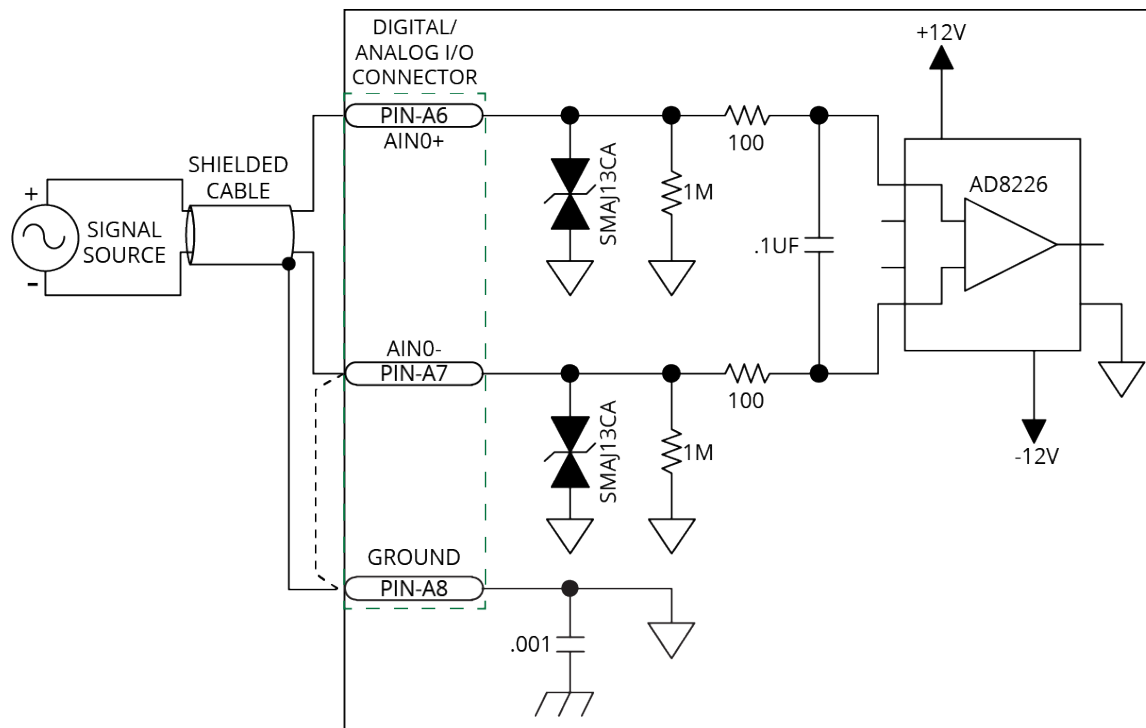 DIGITAL/
ANALOG I/O
CONNECTOR
+12V
PIN-A6
AIN0+
100
SHIELDED
CABLE
+
SIGNAL
SOURCE
-
SMAJ13CA
1M
.1UF
AD8226
AIN0-
PIN-A7
100
SMAJ13CA
1M
-12V
GROUND
PIN-A8
.001